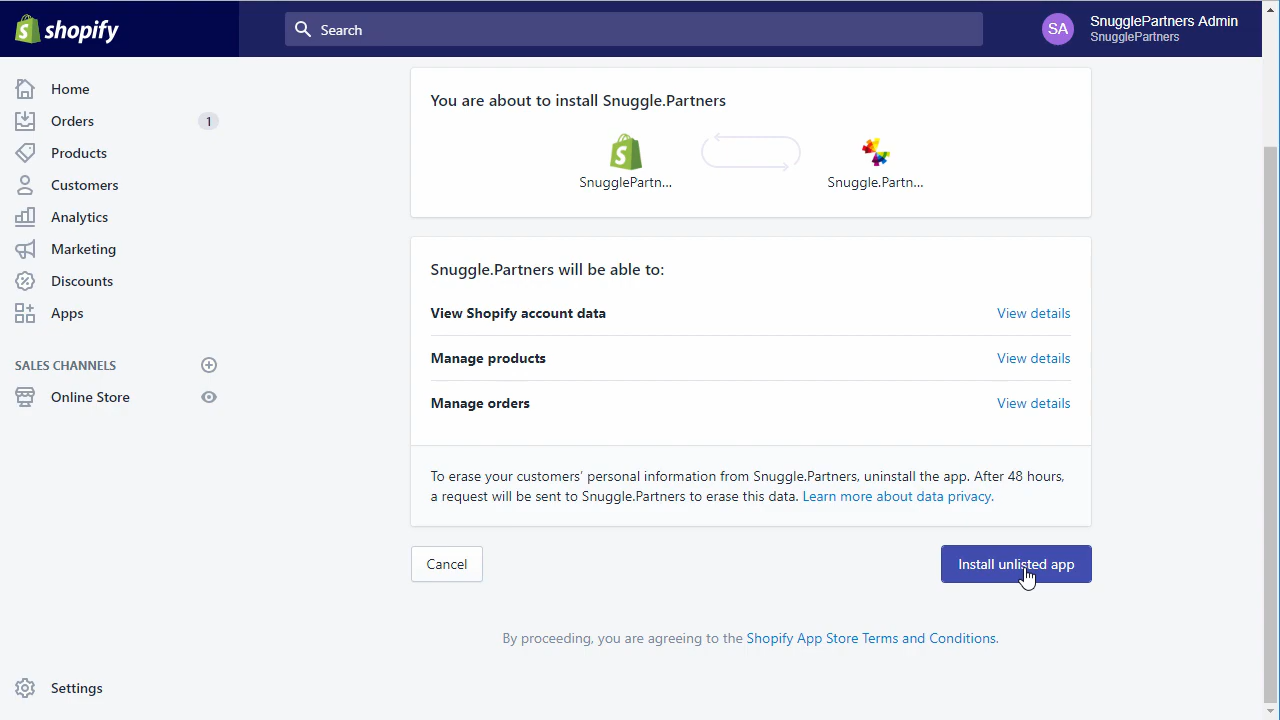 shopify
Search
SA
SnugglePartners Admin
SnugglePartners
Home
Orders 1
Products
Customers
Analytics
Marketing
Discounts
Apps
SALES CHANNELS
Online Store
Settings
You are about to install Snuggle.Partners
SnugglePartn... Snuggle.Partn...
Snuggle.Partners will be able to:
View Shopify account data View details
Manage products View details
Manage orders View details
To erase your customers' personal information from Snuggle.Partners, uninstall the app. After 48 hours,
a request will be sent to Snuggle.Partners to erase this data. Learn more about data privacy.
Cancel Install unlisted app
By proceeding, you are agreeing to the Shopify App Store Terms and Conditions.